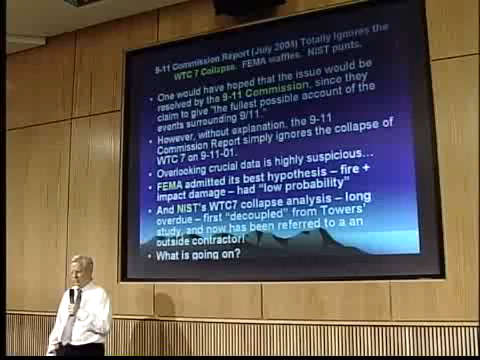 9-11 Commission Report (July 2004) Totally Ignores the
WTC 7 Collapse. FEMA waffles. NIST punts.
• One would have hoped that the issue would be
resolved by the 9-11 Commission, since they
claim to give "the fullest possible account of the
events surrounding 9/11."
• However, without explanation, the 9-11
Commission Report simply ignores the collapse of
WTC 7 on 9-11-01.
• Overlooking crucial data is highly suspicious...
• FEMA admitted its best hypothesis – fire +
impact damage – had "low probability"
• And NIST's WTC7 collapse analysis – long
overdue – first "decoupled" from Towers'
study, and now has been referred to a an
outside contractor!
• What is going on?